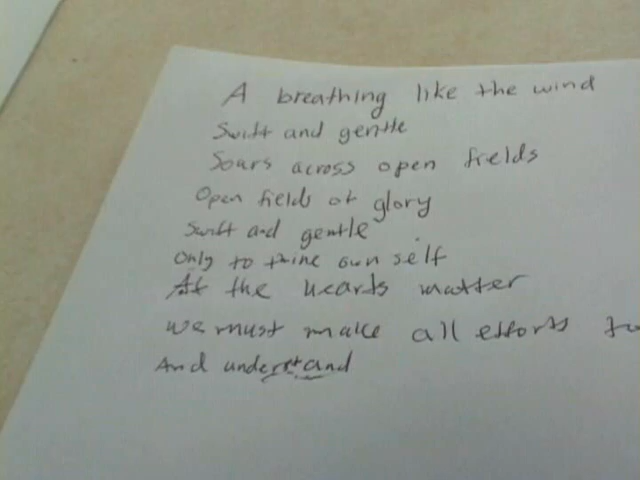 A breathing like the wind
Swift and gentle
Soars across open fields
Open fields of glory
Swift and gentle
Only to thine own self
At the hearts matter
We must make all efforts
And understand